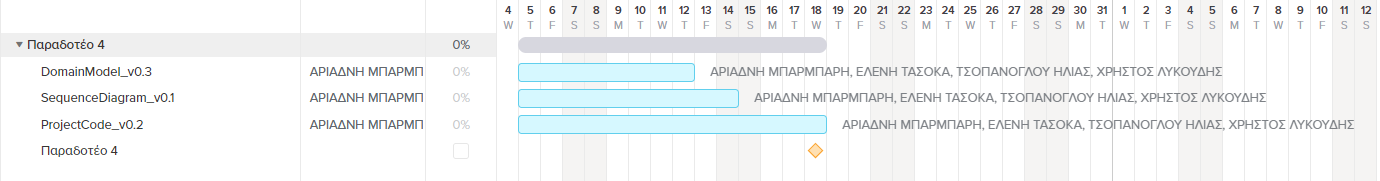 4 5 6 7 8 9 10 11 12 13 14 15 16 17 18 19 20 21 22 23 24 25 26 27 28 29 30 31 1 2 3 4 5 6 7 8 9 10 11 12
W T F S S M T W T F S S M T W T F S S M T W T F S S M T W T F S S M T W T F S S
Παραδοτέο 4 0%
DomainModel_v0.3 ΑΡΙΑΔΝΗ ΜΠΑΡΜΠ 0% ΑΡΙΑΔΝΗ ΜΠΑΡΜΠΑΡΗ, ΕΛΕΝΗ ΤΑΣΟΚΑ, ΤΣΟΠΑΝΟΓΛΟΥ ΗΛΙΑΣ, ΧΡΗΣΤΟΣ ΛΥΚΟΥΔΗΣ
SequenceDiagram_v0.1 ΑΡΙΑΔΝΗ ΜΠΑΡΜΠ 0% ΑΡΙΑΔΝΗ ΜΠΑΡΜΠΑΡΗ, ΕΛΕΝΗ ΤΑΣΟΚΑ, ΤΣΟΠΑΝΟΓΛΟΥ ΗΛΙΑΣ, ΧΡΗΣΤΟΣ ΛΥΚΟΥΔΗΣ
ProjectCode_v0.2 ΑΡΙΑΔΝΗ ΜΠΑΡΜΠ 0% ΑΡΙΑΔΝΗ ΜΠΑΡΜΠΑΡΗ, ΕΛΕΝΗ ΤΑΣΟΚΑ, ΤΣΟΠΑΝΟΓΛΟΥ ΗΛΙΑΣ, ΧΡΗΣΤΟΣ ΛΥΚΟΥΔΗΣ
Παραδοτέο 4